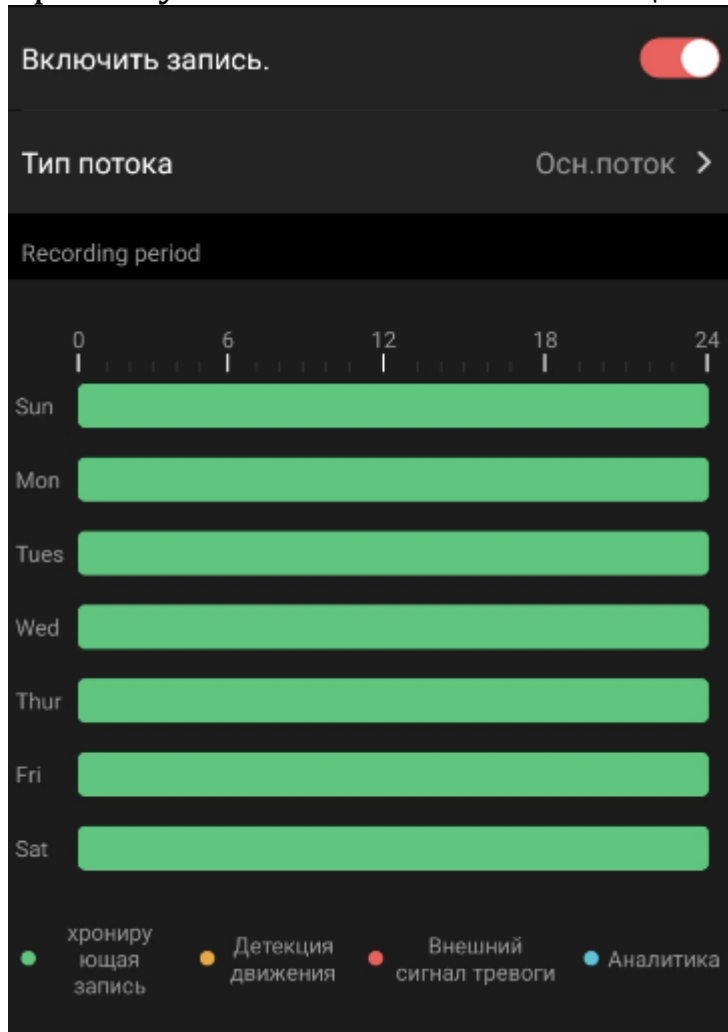 Включить запись.
Тип потока Осн.поток >
Recording period
0 6 12 18 24
Sun
Mon
Tues
Wed
Thur
Fri
Sat
хрониру
ющая
запись
Детекция
движения
Внешний
сигнал тревоги
Аналитика